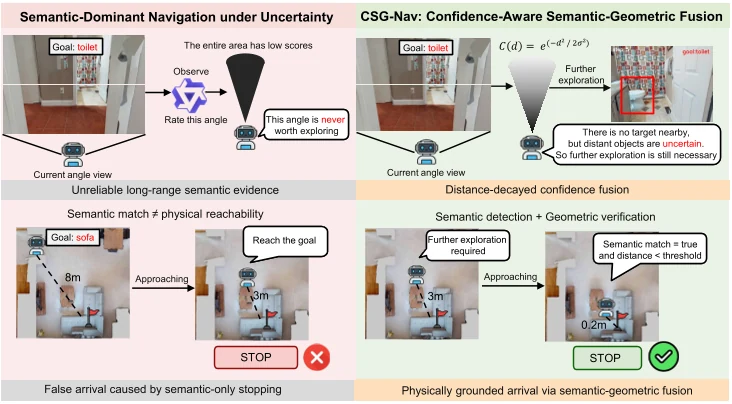 Semantic-Dominant Navigation under Uncertainty
Goal: toilet
The entire area has low scores
Observe
Rate this angle
This angle is never
worth exploring
Current angle view
Unreliable long-range semantic evidence
CSG-Nav: Confidence-Aware Semantic-Geometric Fusion
Goal: toilet
C(d) = e^(−d² / 2σ²)
Further
exploration
goal:toilet
There is no target nearby,
but distant objects are uncertain.
So further exploration is still necessary
Current angle view
Distance-decayed confidence fusion
Semantic match ≠ physical reachability
Goal: sofa
8m
Approaching
Reach the goal
3m
STOP
False arrival caused by semantic-only stopping
Semantic detection + Geometric verification
Further exploration
required
3m
Approaching
Semantic match = true
and distance < threshold
0.2m
STOP
Physically grounded arrival via semantic-geometric fusion